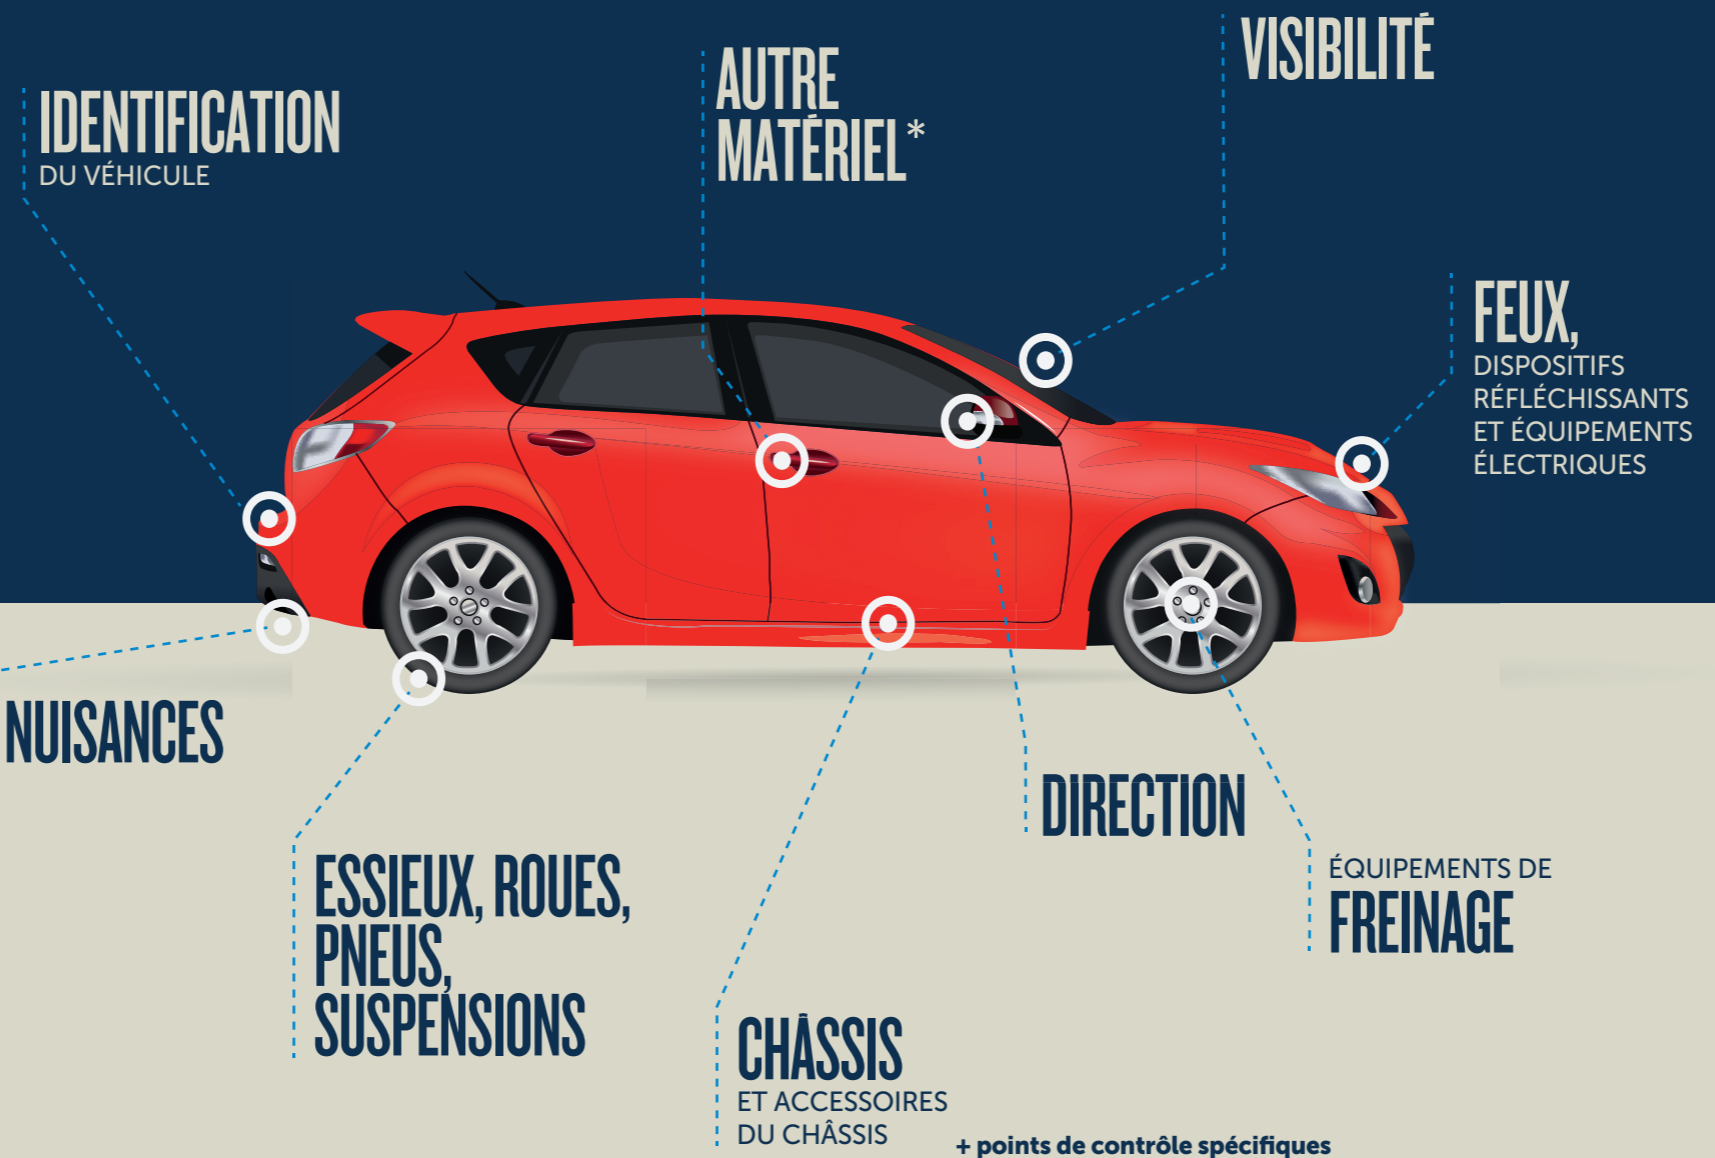 IDENTIFICATION
DU VÉHICULE
AUTRE
MATÉRIEL*
VISIBILITÉ
FEUX,
DISPOSITIFS
RÉFLÉCHISSANTS
ET ÉQUIPEMENTS
ÉLECTRIQUES
NUISANCES
ESSIEUX, ROUES,
PNEUS,
SUSPENSIONS
CHÂSSIS
ET ACCESSOIRES
DU CHÂSSIS
DIRECTION
ÉQUIPEMENTS DE
FREINAGE
+ points de contrôle spécifiques